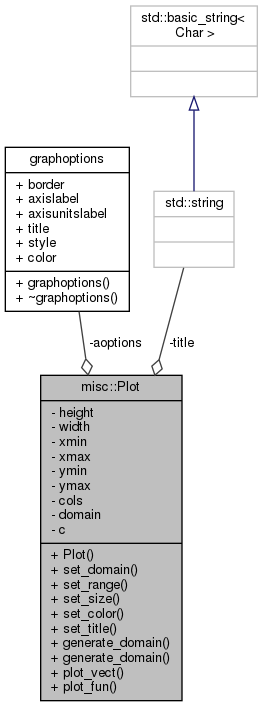 std::basic_string<
Char >
graphoptions
+ border
+ axislabel
+ axisunitslabel
+ title
+ style
+ color
+ graphoptions()
+ ~graphoptions()
std::string
-aoptions
-title
misc::Plot
- height
- width
- xmin
- xmax
- ymin
- ymax
- cols
- domain
- c
+ Plot()
+ set_domain()
+ set_range()
+ set_size()
+ set_color()
+ set_title()
+ generate_domain()
+ generate_domain()
+ plot_vect()
+ plot_fun()